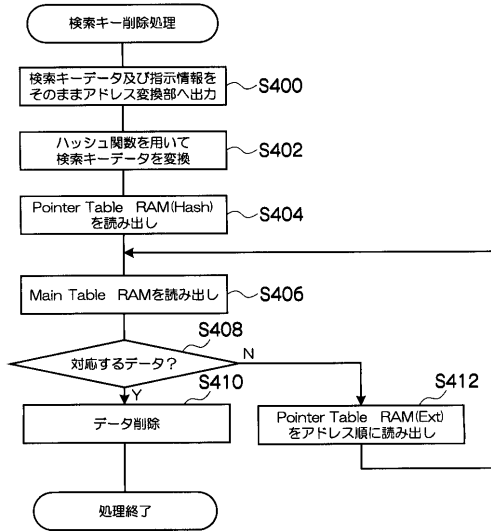 検索キー削除処理
検索キーデータ及び指示情報を
そのままアドレス変換部へ出力
S400
ハッシュ関数を用いて
検索キーデータを変換
S402
Pointer Table RAM(Hash)
を読み出し
S404
Main Table RAMを読み出し
S406
対応するデータ?
S408
N
Y
データ削除
S410
Pointer Table RAM(Ext)
をアドレス順に読み出し
S412
処理終了